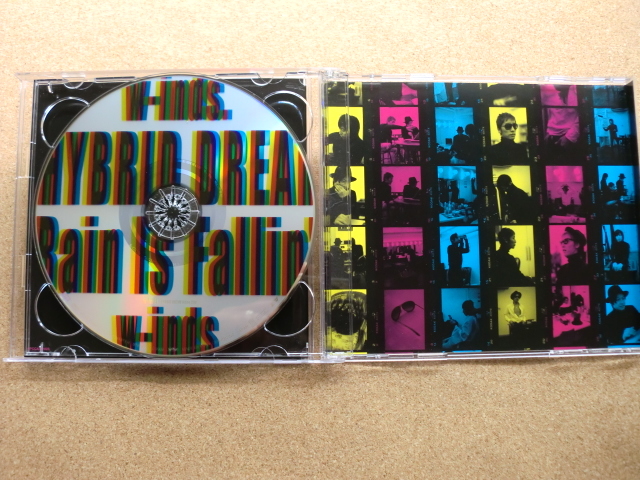 w-inds.
HYBRID DREA
Rain Is Fallin'
w-inds.